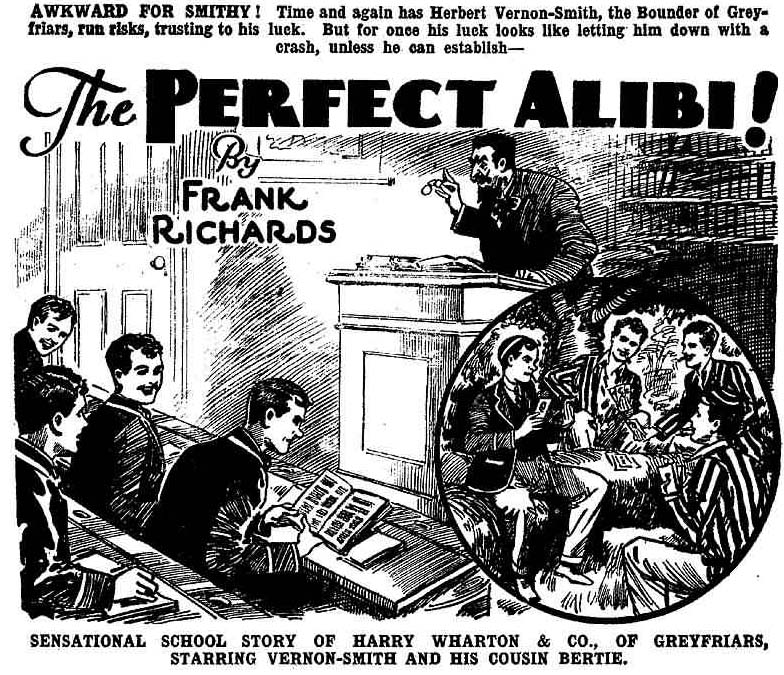 AWKWARD FOR SMITHY! Time and again has Herbert Vernon-Smith, the Bounder of Grey-
friars, run risks, trusting to his luck. But for once his luck looks like letting him down with a
crash, unless he can establish—
The PERFECT ALIBI!
By
FRANK
RICHARDS
SENSATIONAL SCHOOL STORY OF HARRY WHARTON & CO., OF GREYFRIARS,
STARRING VERNON-SMITH AND HIS COUSIN BERTIE.